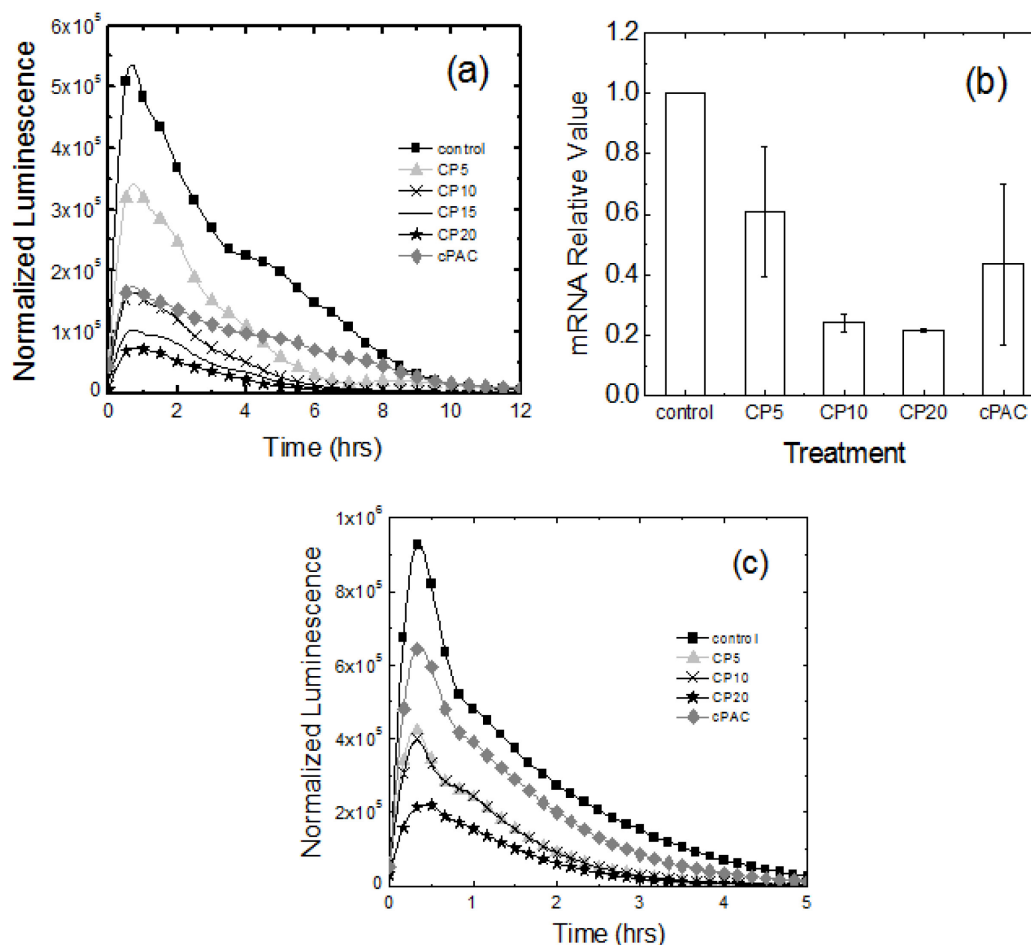 (a)
Normalized Luminescence
6x10⁵
5x10⁵
4x10⁵
3x10⁵
2x10⁵
1x10⁵
0
control
CP5
CP10
CP15
CP20
cPAC
0 2 4 6 8 10 12
Time (hrs)
(b)
mRNA Relative Value
1.2
1.0
0.8
0.6
0.4
0.2
0.0
control CP5 CP10 CP20 cPAC
Treatment
(c)
Normalized Luminescence
1x10⁶
8x10⁵
6x10⁵
4x10⁵
2x10⁵
0
control
CP5
CP10
CP20
cPAC
0 1 2 3 4 5
Time (hrs)